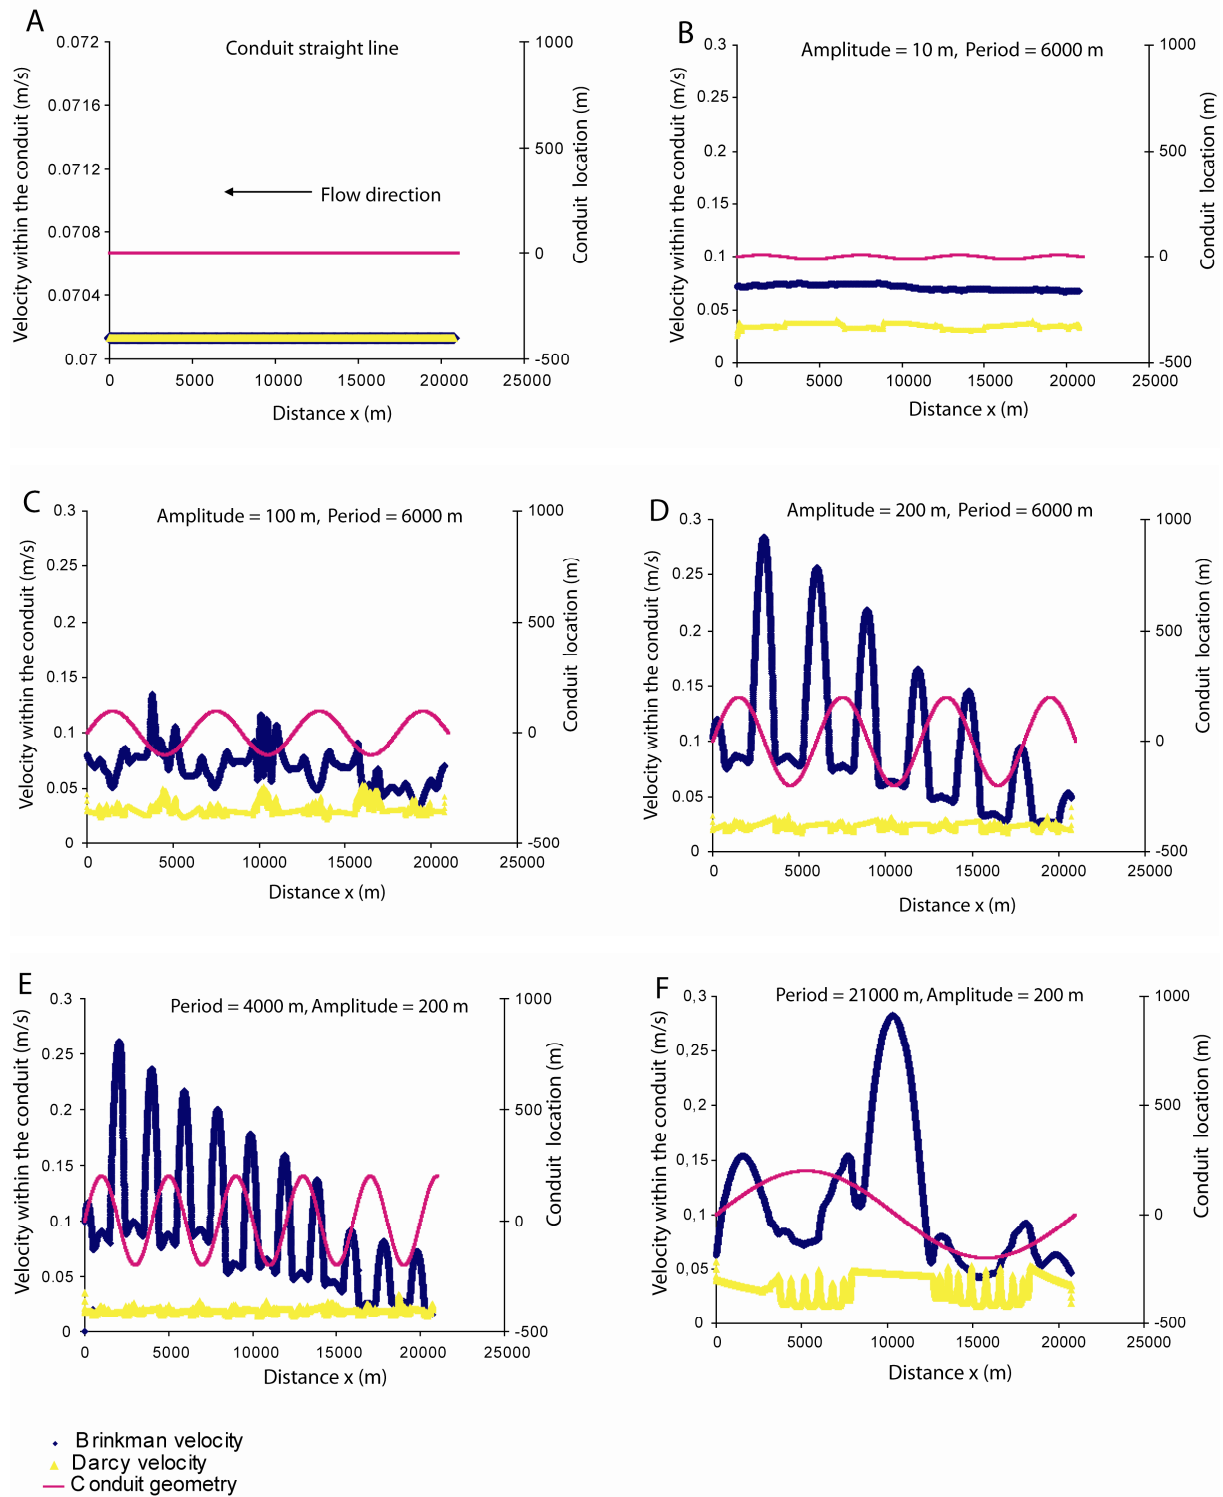 A
Conduit straight line
Velocity within the conduit (m/s)
0.072
0.0716
0.0712
0.0708
0.0704
0.07
1000
500
0
-500
Conduit location (m)
Flow direction
0 5000 10000 15000 20000 25000
Distance x (m)
B
Amplitude = 10 m, Period = 6000 m
Velocity within the conduit (m/s)
0.3
0.25
0.2
0.15
0.1
0.05
0
1000
500
0
-500
Conduit location (m)
0 5000 10000 15000 20000 25000
Distance x (m)
C
Amplitude = 100 m, Period = 6000 m
Velocity within the conduit (m/s)
0.3
0.25
0.2
0.15
0.1
0.05
0
1000
500
0
-500
Conduit location (m)
0 5000 10000 15000 20000 25000
Distance x (m)
D
Amplitude = 200 m, Period = 6000 m
Velocity within the conduit (m/s)
0.3
0.25
0.2
0.15
0.1
0.05
0
1000
500
0
-500
Conduit location (m)
0 5000 10000 15000 20000 25000
Distance x (m)
E
Period = 4000 m, Amplitude = 200 m
Velocity within the conduit (m/s)
0.3
0.25
0.2
0.15
0.1
0.05
0
1000
500
0
-500
Conduit location (m)
0 5000 10000 15000 20000 25000
Distance x (m)
F
Period = 21000 m, Amplitude = 200 m
Velocity within the conduit (m/s)
0.3
0,25
0.2
0,15
0.1
0,05
0
1000
500
0
-500
Conduit location (m)
0 5000 10000 15000 20000 25000
Distance x (m)
Brinkman velocity
Darcy velocity
Conduit geometry